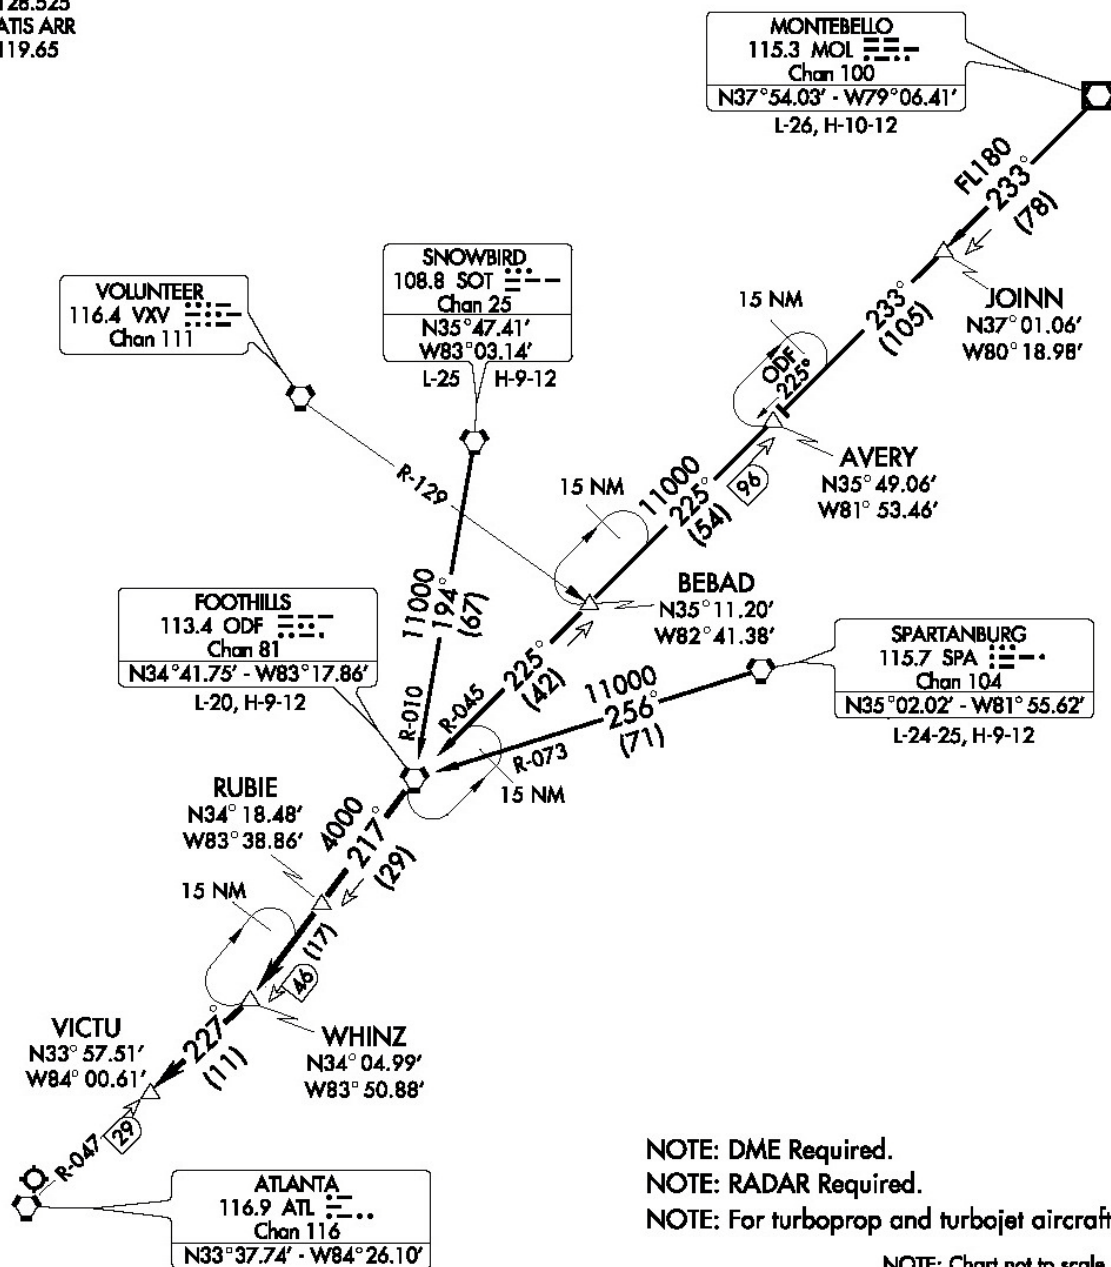 128.525
ATIS ARR
119.65
MONTEBELLO
115.3 MOL
Chan 100
N37°54.03' - W79°06.41'
L-26, H-10-12
FL180
233°
(78)
JOINN
N37° 01.06'
W80° 18.98'
233°
(105)
SNOWBIRD
108.8 SOT
Chan 25
N35°47.41'
W83°03.14'
L-25 H-9-12
VOLUNTEER
116.4 VXV
Chan 111
15 NM
ODF
225°
AVERY
N35° 49.06'
W81° 53.46'
96
R-129
15 NM
11000
225°
(54)
BEBAD
N35° 11.20'
W82° 41.38'
11000
194°
(67)
R-010
FOOTHILLS
113.4 ODF
Chan 81
N34°41.75' - W83°17.86'
L-20, H-9-12
SPARTANBURG
115.7 SPA
Chan 104
N35°02.02' - W81°55.62'
L-24-25, H-9-12
225°
(42)
R-045
11000
256°
(71)
R-073
15 NM
RUBIE
N34° 18.48'
W83° 38.86'
4000
217°
(29)
15 NM
(17)
46
WHINZ
N34° 04.99'
W83° 50.88'
VICTU
N33° 57.51'
W84° 00.61'
227°
(11)
29
R-047
ATLANTA
116.9 ATL
Chan 116
N33°37.74' - W84°26.10'
NOTE: DME Required.
NOTE: RADAR Required.
NOTE: For turboprop and turbojet aircraft
NOTE: Chart not to scale